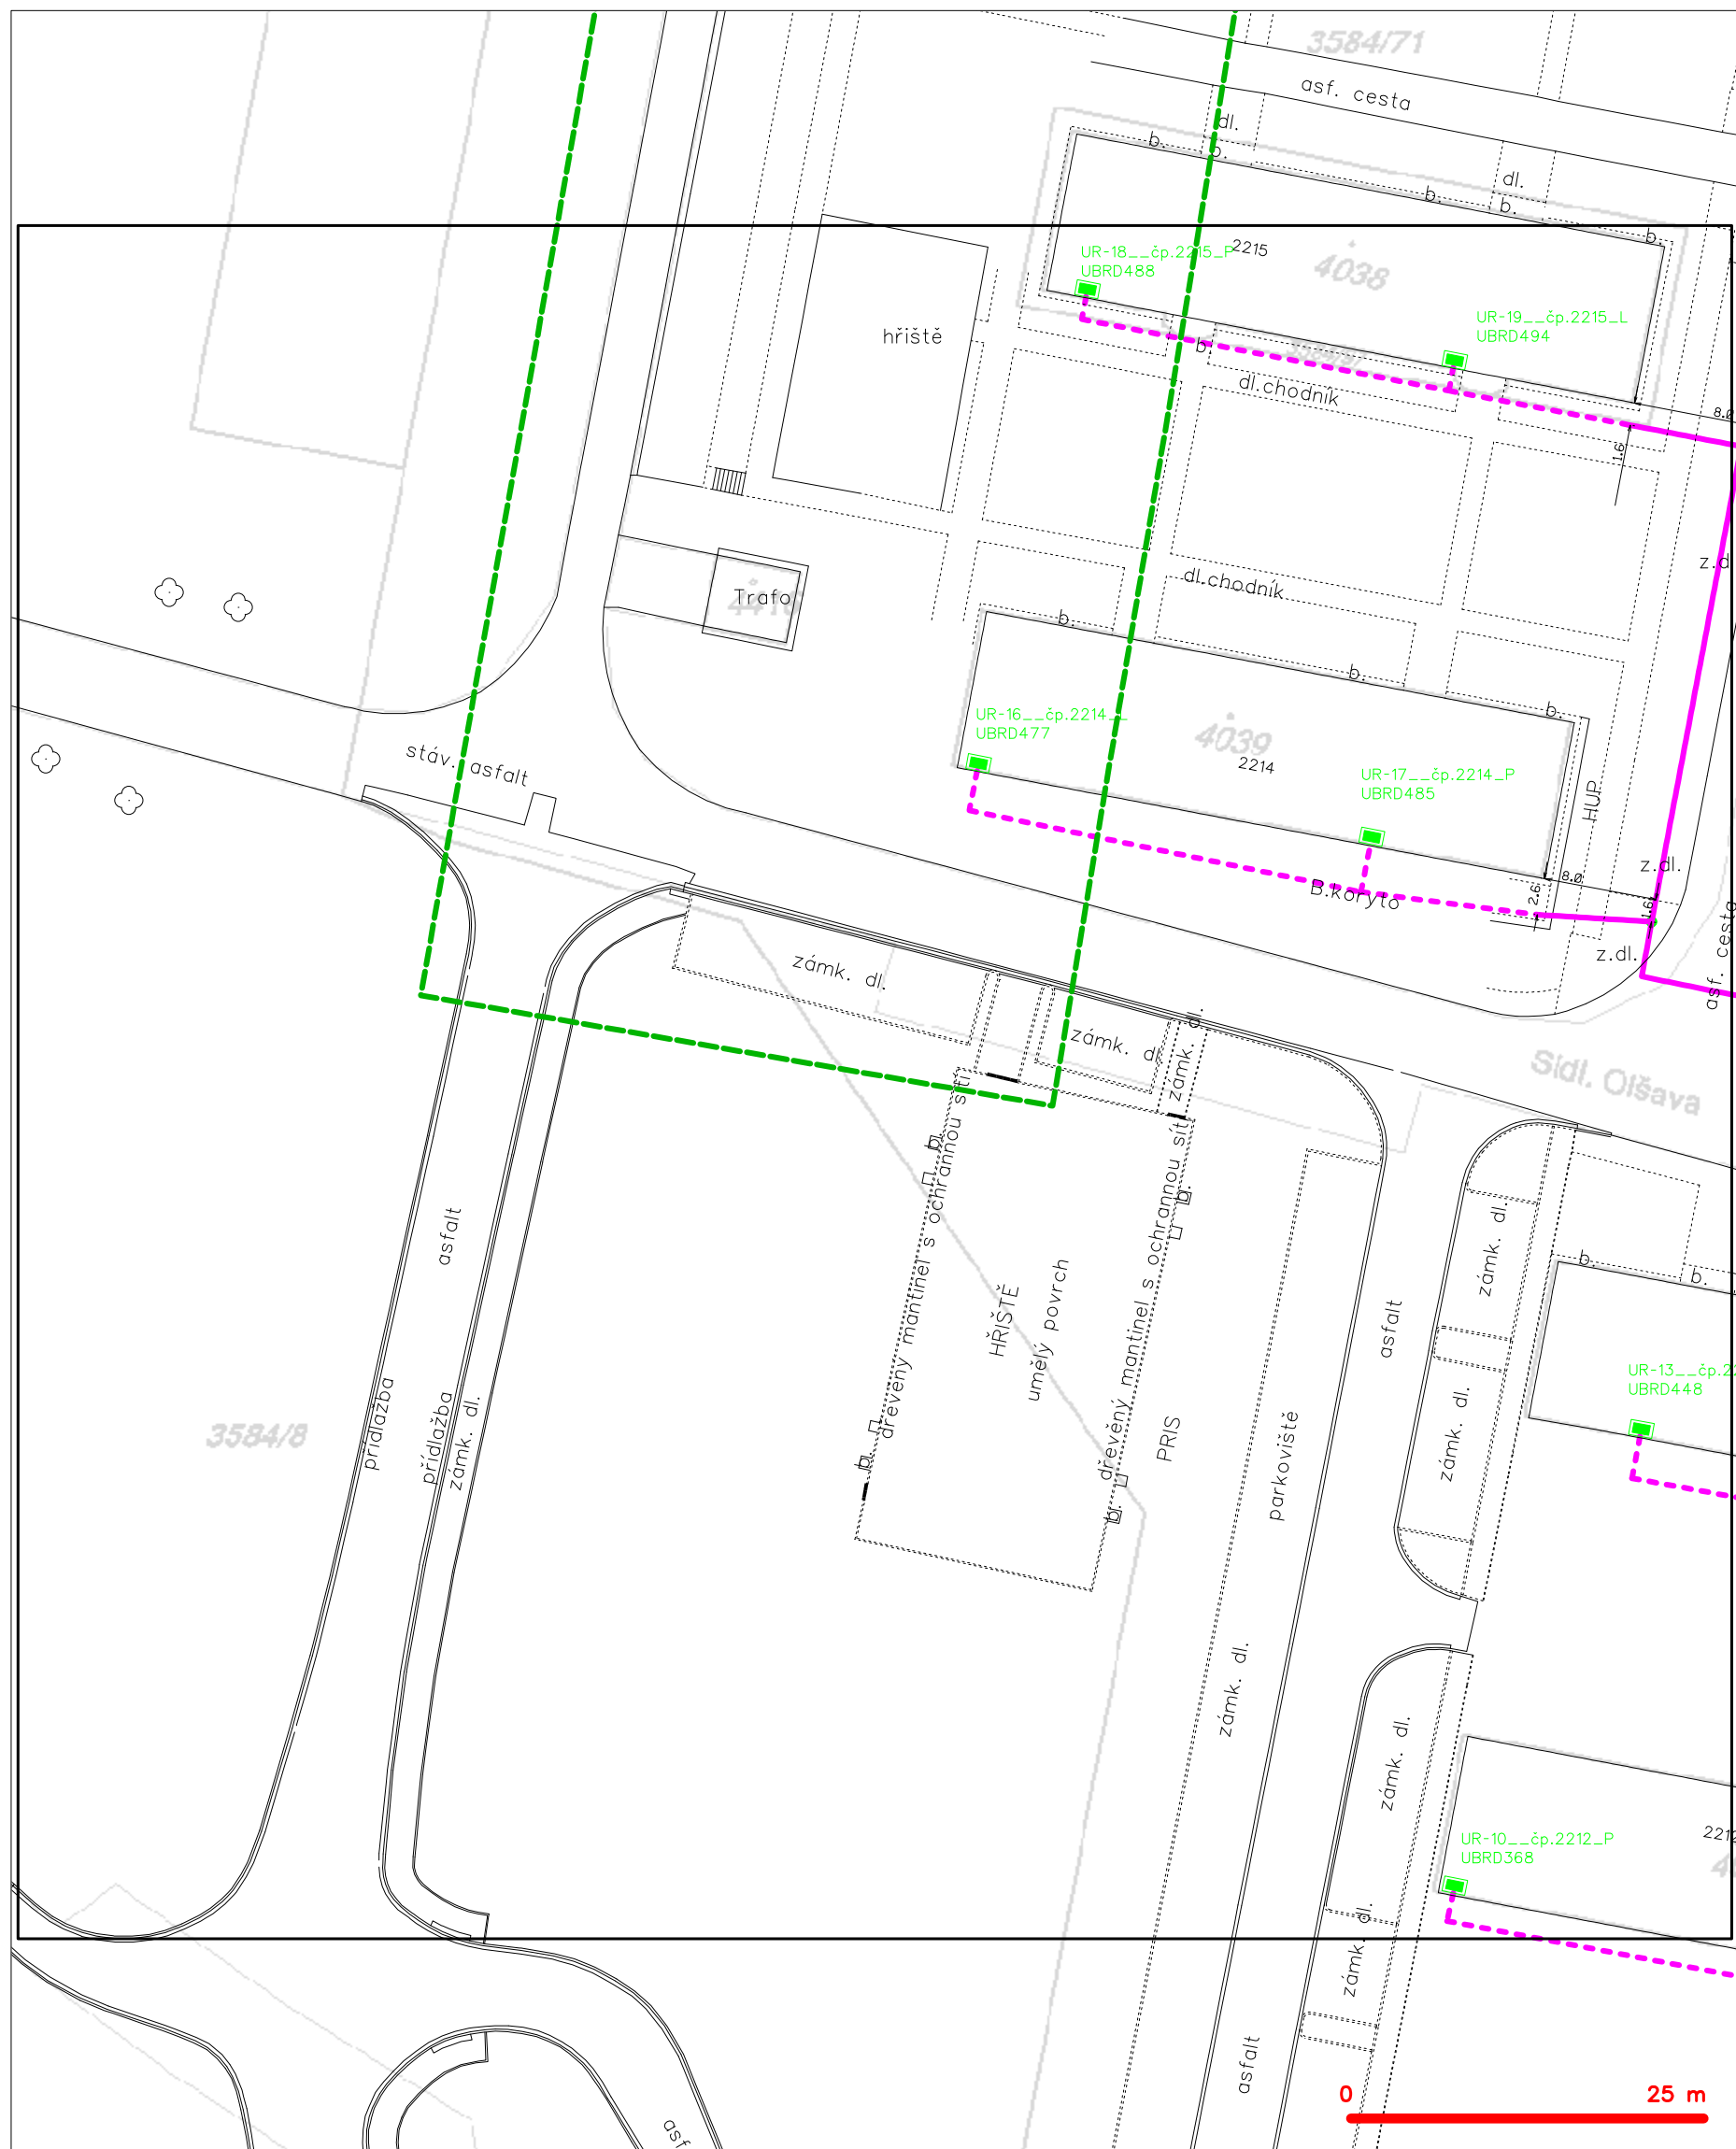 3584/71
asf. cesta
dl.
b.
b.
dl.
b.
b.
b.
2215
4038
UR-18__čp.2215_P
UBRD488
UR-19__čp.2215_L
UBRD494
hřiště
b.
dl.chodník
8.0
1.6
z.d
dl.chodník
Trafo
b.
b.
b.
4039
2214
UR-16__čp.2214_L
UBRD477
UR-17__čp.2214_P
UBRD485
HUP
stáv. asfalt
8.0
2.6
1.6
z.dl.
B.koryto
z.dl.
asf. cesta
zámk. dl.
zámk. dl.
zámk. dl.
Sídl. Olšava
b.
dřevěný mantinel s ochrannou sítí
b.
dřevěný mantinel s ochrannou sítí
b.
b.
HŘIŠTĚ
umělý povrch
PRIS
asfalt
asfalt
parkoviště
zámk. dl.
zámk. dl.
b.
b.
UR-13__čp.2
UBRD448
3584/8
přídlažba
přídlažba
zámk. dl.
zámk. dl.
zámk. dl.
zámk. dl.
UR-10__čp.2212_P
UBRD368
2212
asfalt
asf
0 25 m